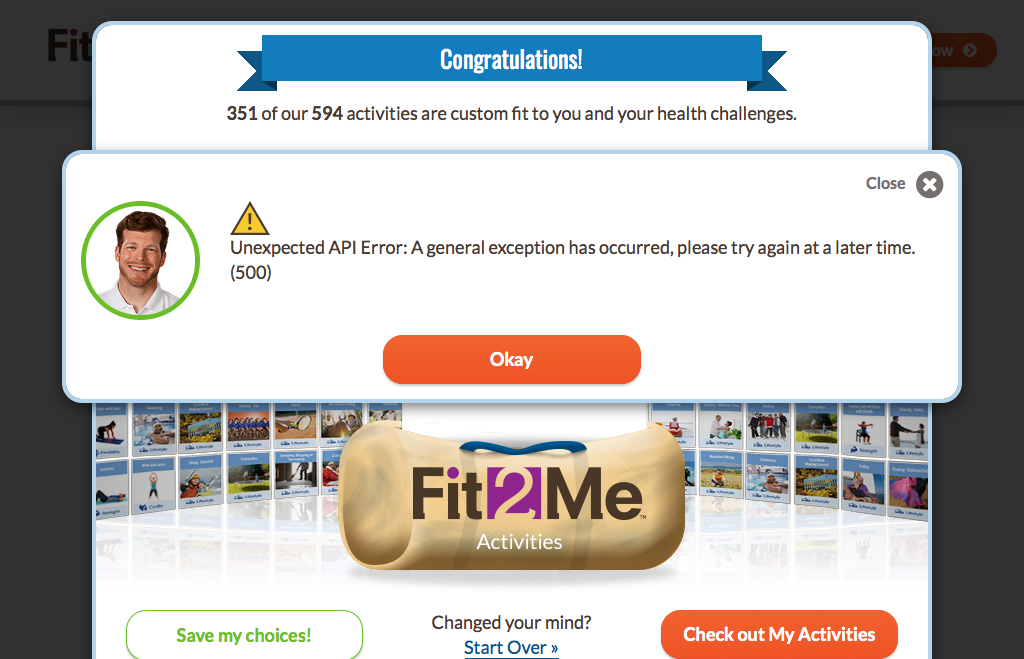 Fit
ow
Congratulations!
351 of our 594 activities are custom fit to you and your health challenges.
Close
Unexpected API Error: A general exception has occurred, please try again at a later time.
(500)
Okay
Fit2Me™
Activities
Save my choices!
Changed your mind?
Start Over »
Check out My Activities